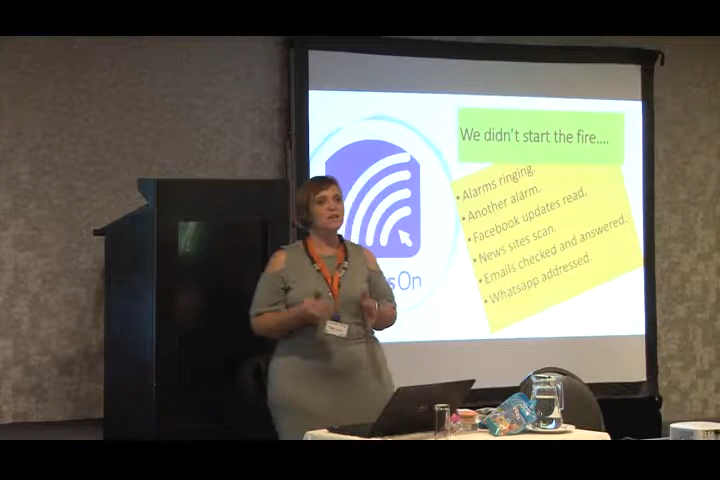 We didn't start the fire....
• Alarms ringing.
• Another alarm.
• Facebook updates read.
• News sites scan.
• Emails checked and answered.
• Whatsapp addressed.
On